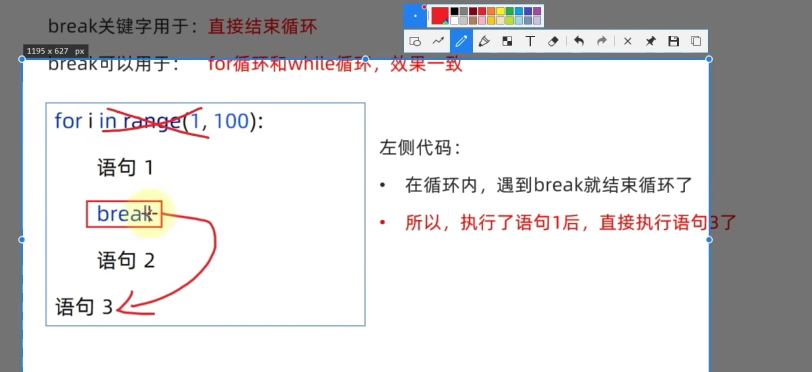 break关键字用于：直接结束循环
1195 x 627 px
break可以用于： for循环和while循环，效果一致
for i in range(1, 100):
语句 1
break
语句 2
语句 3
左侧代码：
• 在循环内，遇到break就结束循环了
• 所以，执行了语句1后，直接执行语句3了